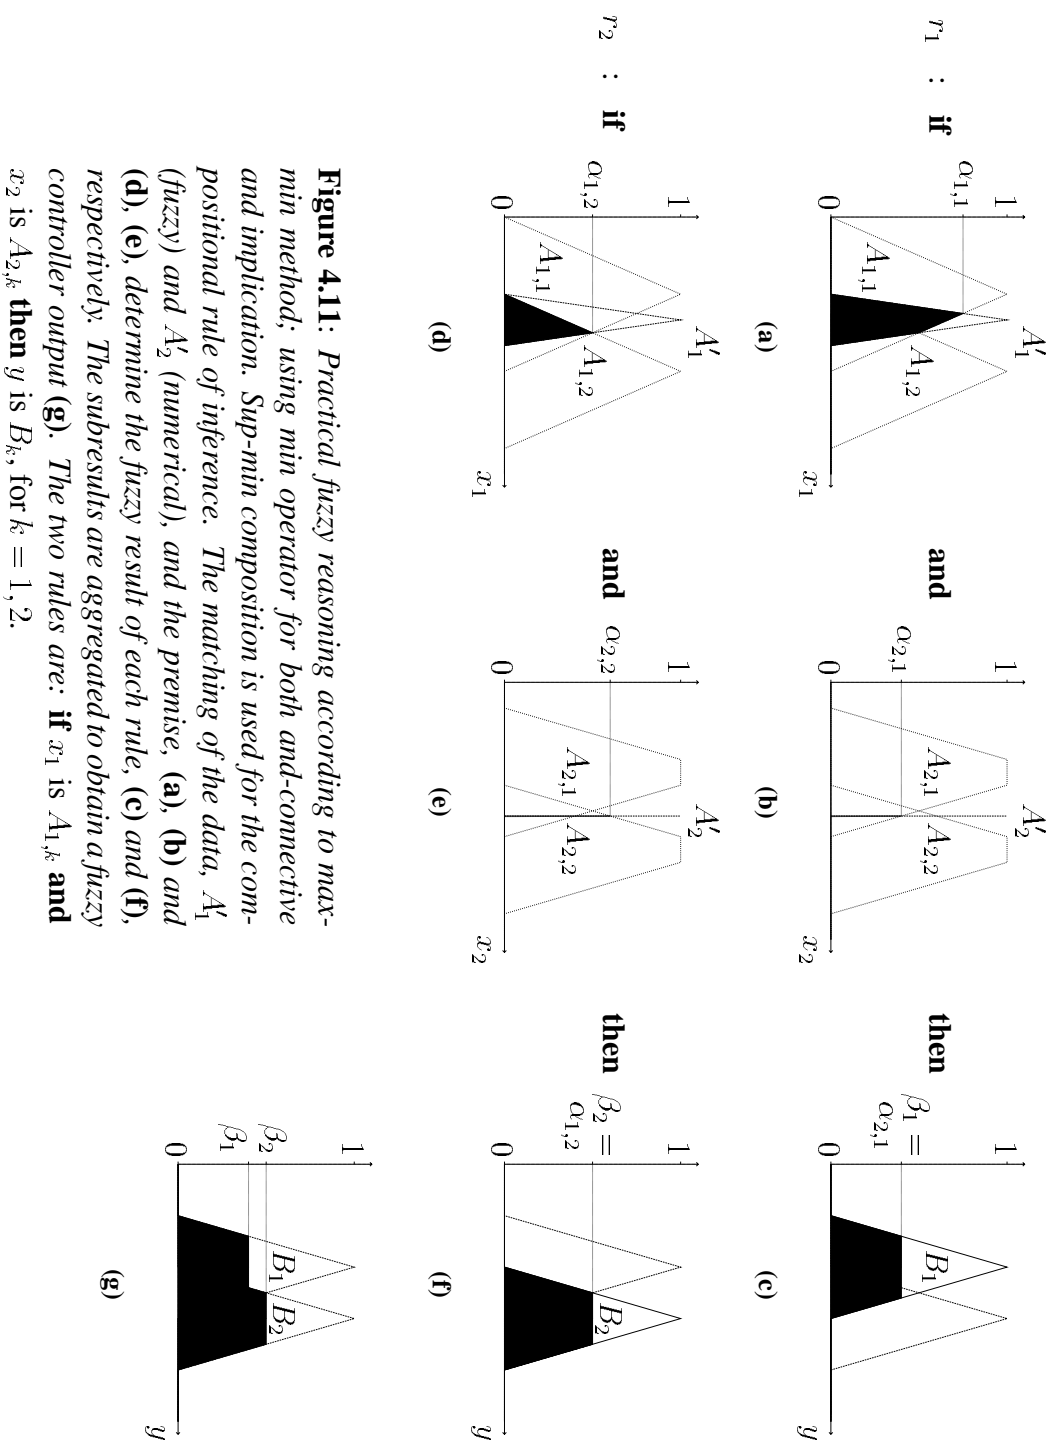 r1 : if
α1,1
1
0
A1,1
A′1
A1,2
x1
(a)
and
α2,1
1
0
A2,1
A′2
A2,2
x2
(b)
then
β1 =
α2,1
1
0
B1
y
(c)
r2 : if
α1,2
1
0
A1,1
A′1
A1,2
x1
(d)
and
α2,2
1
0
A2,1
A′2
A2,2
x2
(e)
then
β2 =
α1,2
1
0
B2
y
(f)
1
β2
β1
0
B1
B2
y
(g)
Figure 4.11: Practical fuzzy reasoning according to max-
min method; using min operator for both and-connective
and implication. Sup-min composition is used for the com-
positional rule of inference. The matching of the data, A′1
(fuzzy) and A′2 (numerical), and the premise, (a), (b) and
(d), (e), determine the fuzzy result of each rule, (c) and (f),
respectively. The subresults are aggregated to obtain a fuzzy
controller output (g). The two rules are: if x1 is A1,k and
x2 is A2,k then y is Bk, for k = 1, 2.